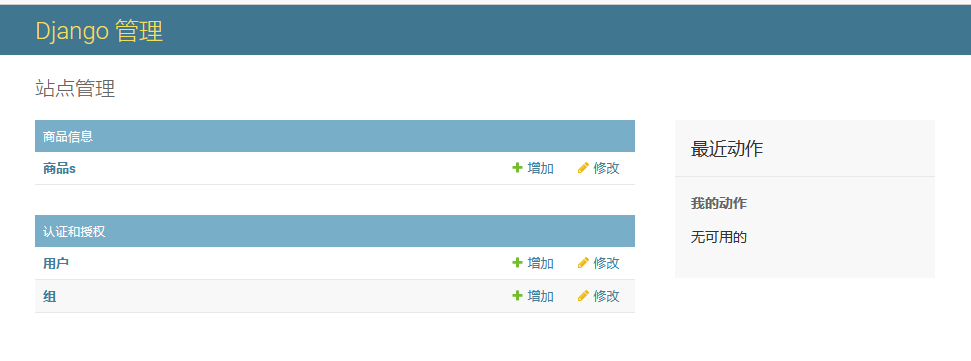 Django 管理
站点管理
商品信息
商品s 增加 修改
认证和授权
用户 增加 修改
组 增加 修改
最近动作
我的动作
无可用的